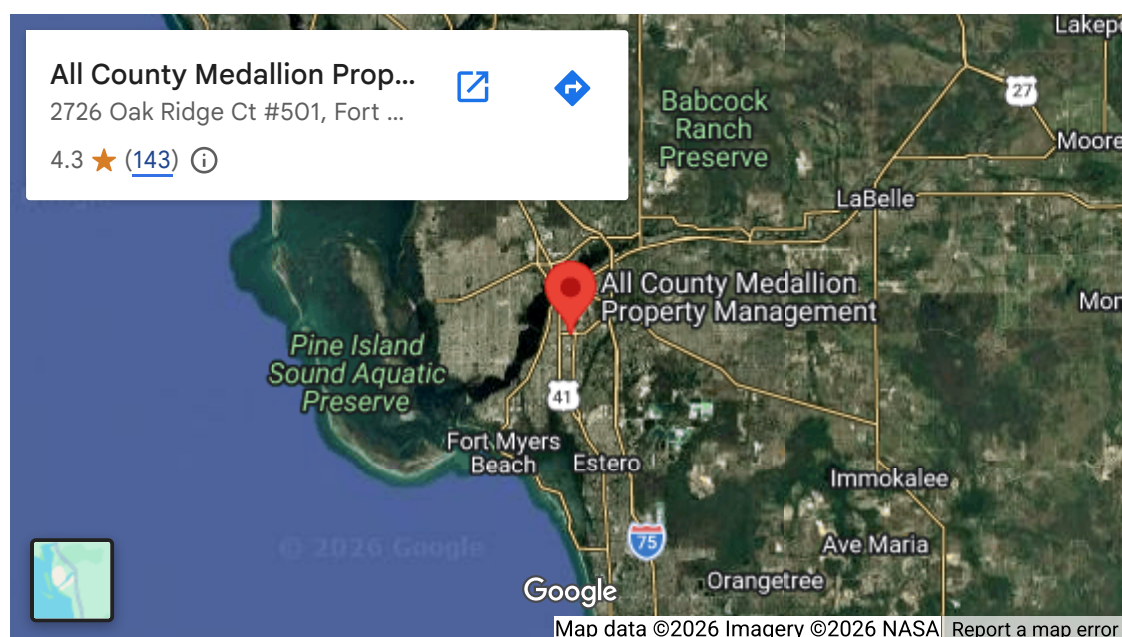 All County Medallion Prop...
2726 Oak Ridge Ct #501, Fort ...
4.3 ★ (143)
Lakep
27
Babcock
Ranch
Preserve
Moore
LaBelle
All County Medallion
Property Management
Mor
Pine Island
Sound Aquatic
Preserve
41
Fort Myers
Beach
Estero
Immokalee
75
Ave Maria
© 2026 Google
Orangetree
Google
Map data ©2026 Imagery ©2026 NASA
Report a map error